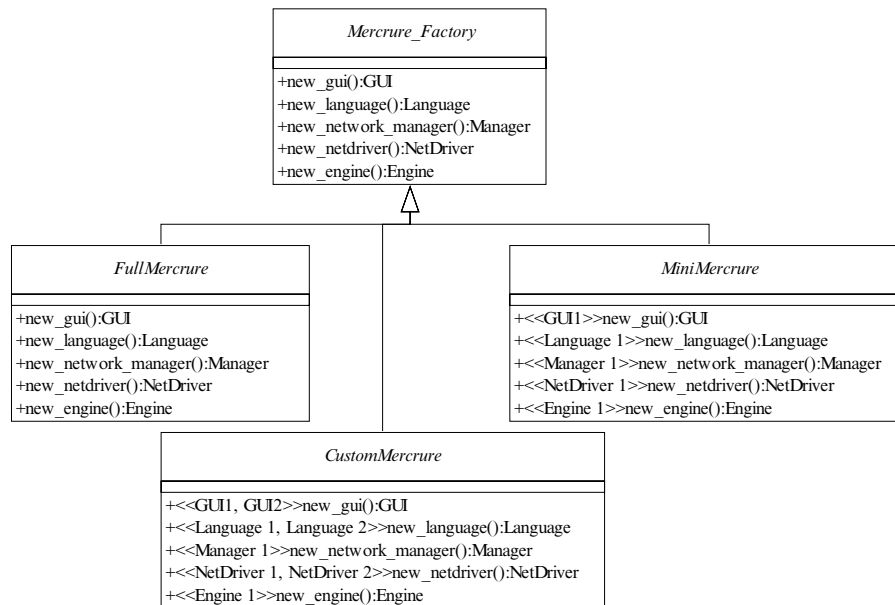 Mercrure_Factory
+new_gui():GUI
+new_language():Language
+new_network_manager():Manager
+new_netdriver():NetDriver
+new_engine():Engine
FullMercrure
+new_gui():GUI
+new_language():Language
+new_network_manager():Manager
+new_netdriver():NetDriver
+new_engine():Engine
MiniMercrure
+<<GUI1>>new_gui():GUI
+<<Language 1>>new_language():Language
+<<Manager 1>>new_network_manager():Manager
+<<NetDriver 1>>new_netdriver():NetDriver
+<<Engine 1>>new_engine():Engine
CustomMercrure
+<<GUI1, GUI2>>new_gui():GUI
+<<Language 1, Language 2>>new_language():Language
+<<Manager 1>>new_network_manager():Manager
+<<NetDriver 1, NetDriver 2>>new_netdriver():NetDriver
+<<Engine 1>>new_engine():Engine